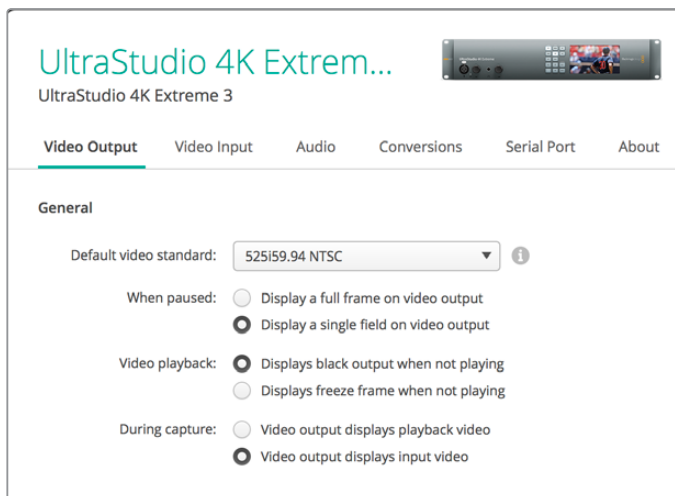 UltraStudio 4K Extrem...
UltraStudio 4K Extreme 3
Video Output Video Input Audio Conversions Serial Port About
General
Default video standard: 525i59.94 NTSC
When paused: Display a full frame on video output
Display a single field on video output
Video playback: Displays black output when not playing
Displays freeze frame when not playing
During capture: Video output displays playback video
Video output displays input video